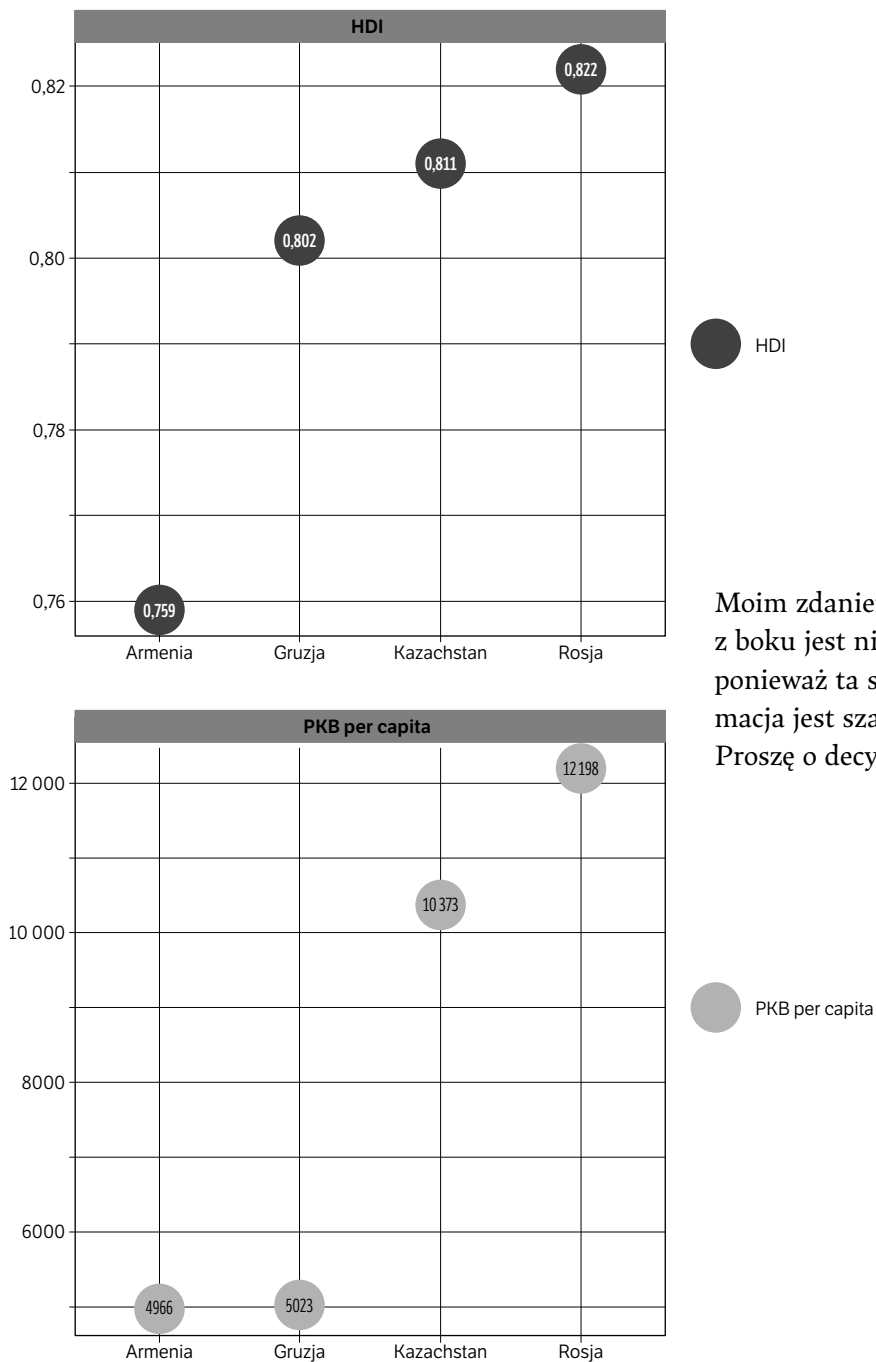 HDI
0,82
0,822
0,811
0,802
0,80
HDI
0,78
0,76
0,759
Armenia Gruzja Kazachstan Rosja
Moim zdanie
z boku jest ni
ponieważ ta s
macja jest sza
Proszę o decy
PKB per capita
12 000
12 198
10 373
10 000
PKB per capita
8000
6000
4966
5023
Armenia Gruzja Kazachstan Rosja